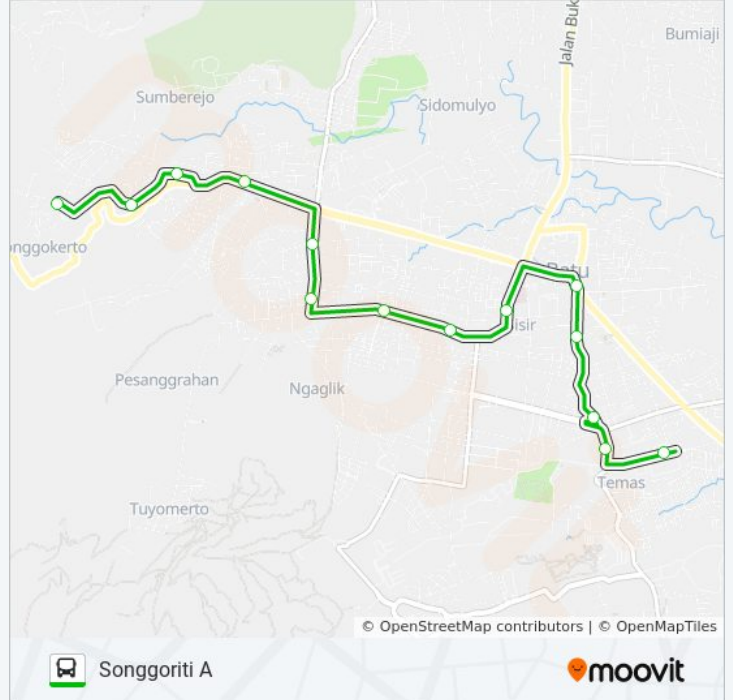 Jalan Buk
Bumiaji
Sumberejo
Sidomulyo
onggokerto
Batu
isir
Pesanggrahan
Ngaglik
Temas
Tuyomerto
© OpenStreetMap contributors | © OpenMapTiles
Songgoriti A
moovit